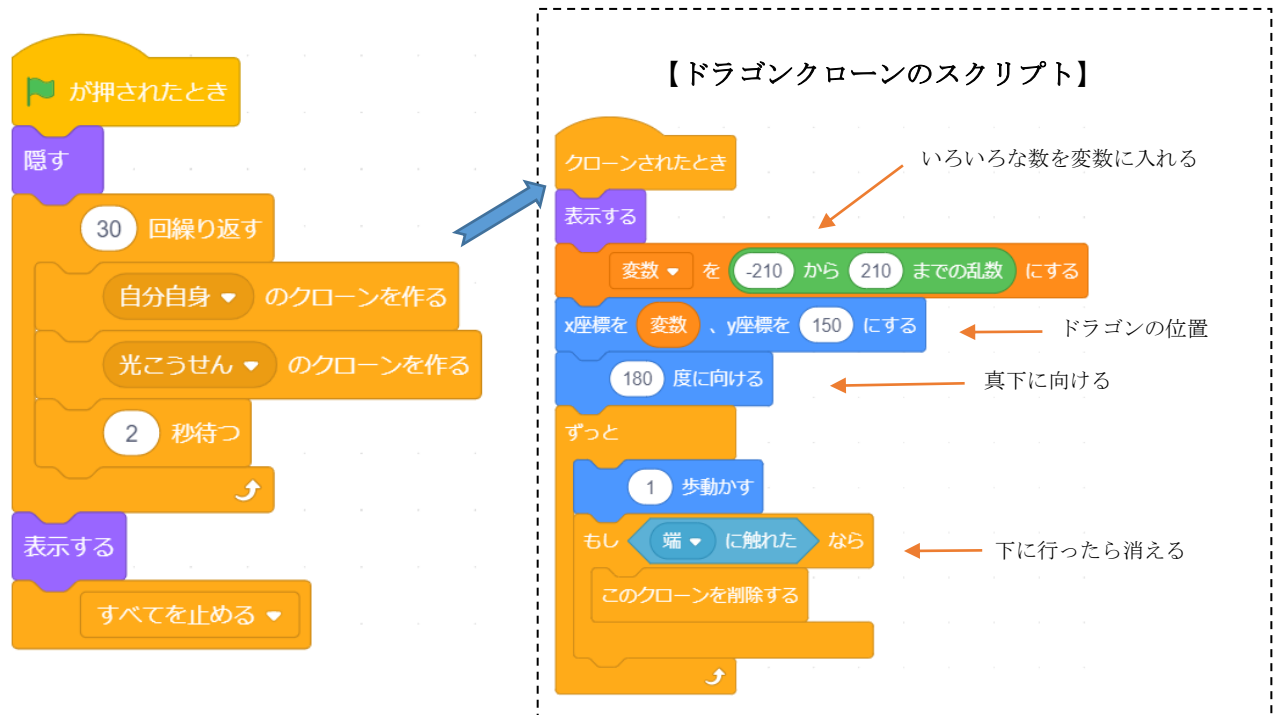 が押されたとき
隠す
30 回繰り返す
自分自身 のクローンを作る
光こうせん のクローンを作る
2 秒待つ
表示する
すべてを止める
【ドラゴンクローンのスクリプト】
クローンされたとき
いろいろな数を変数に入れる
表示する
変数 を -210 から 210 までの乱数 にする
x座標を 変数 、y座標を 150 にする
ドラゴンの位置
180 度に向ける
真下に向ける
ずっと
1 歩動かす
もし 端 に触れた なら
下に行ったら消える
このクローンを削除する